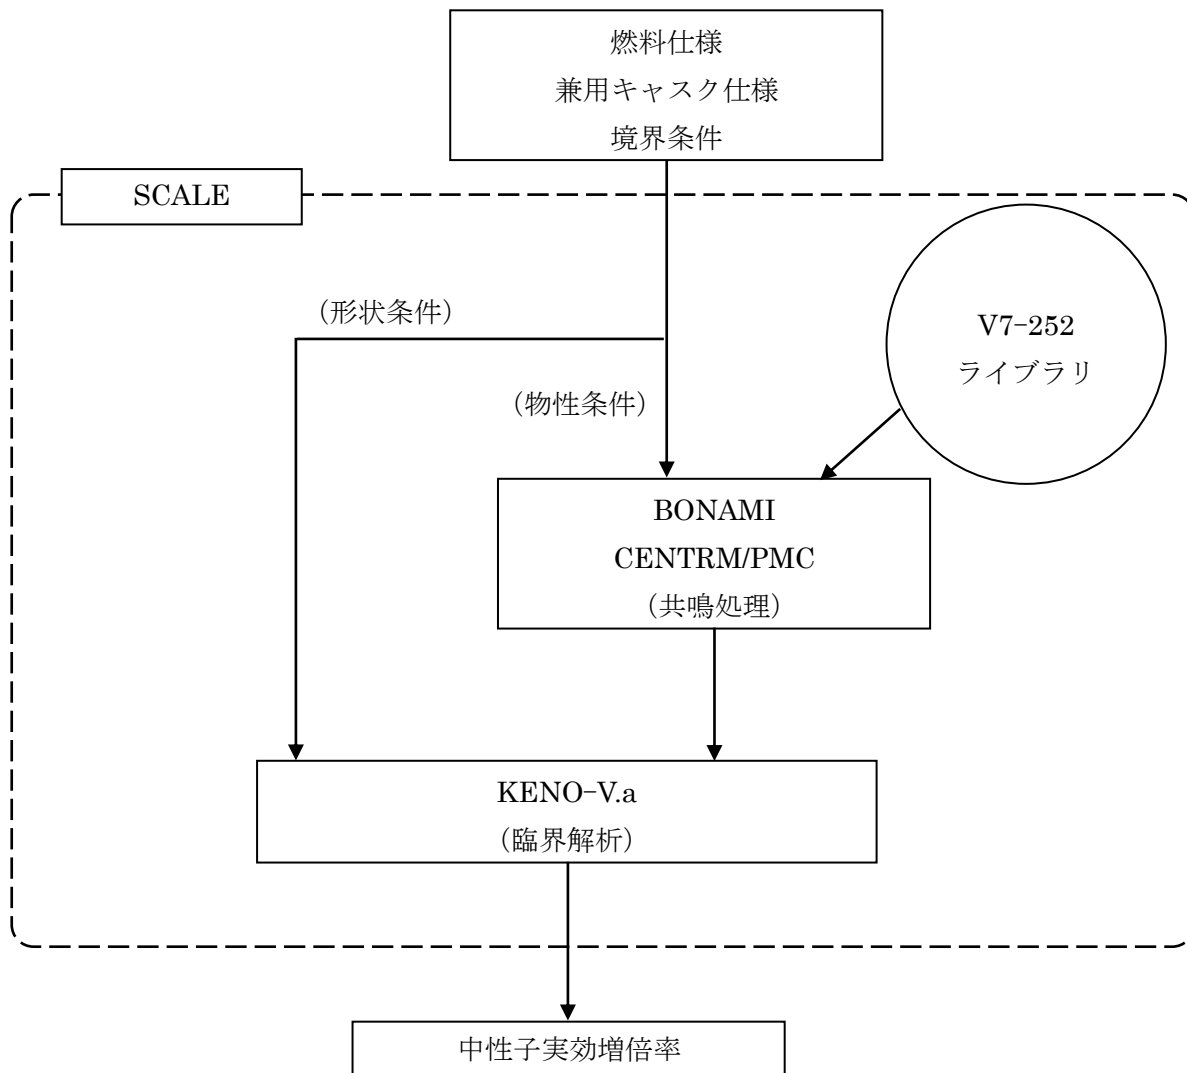 燃料仕様
兼用キャスク仕様
境界条件
SCALE
V7-252
ライブラリ
（形状条件）
（物性条件）
BONAMI
CENTRM/PMC
（共鳴処理）
KENO-V.a
（臨界解析）
中性子実効増倍率